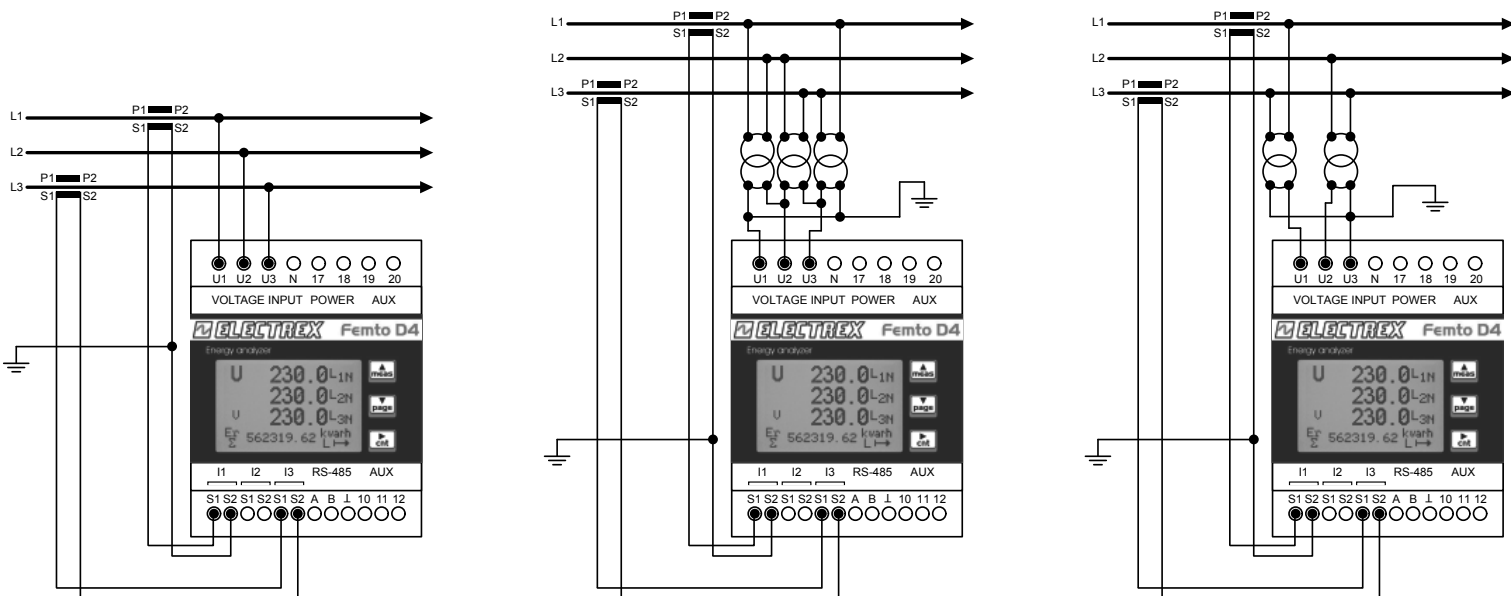 P1 P2
S1 S2
L1
L2
P1 P2
L3
S1 S2
U1 U2 U3 N 17 18 19 20
VOLTAGE INPUT POWER AUX
ELECTREX Femto D4
Energy analyzer
U 230.0 L1N
meas
230.0 L2N
page
U 230.0 L3N
Er Σ 562319.62 kvarh L
cnt
I1 I2 I3 RS-485 AUX
S1 S2 S1 S2 S1 S2 A B ⊥ 10 11 12
P1 P2
L1
S1 S2
L2
P1 P2
L3
S1 S2
U1 U2 U3 N 17 18 19 20
VOLTAGE INPUT POWER AUX
ELECTREX Femto D4
Energy analyzer
U 230.0 L1N
meas
230.0 L2N
page
U 230.0 L3N
Er Σ 562319.62 kvarh L
cnt
I1 I2 I3 RS-485 AUX
S1 S2 S1 S2 S1 S2 A B ⊥ 10 11 12
P1 P2
L1
S1 S2
L2
P1 P2
L3
S1 S2
U1 U2 U3 N 17 18 19 20
VOLTAGE INPUT POWER AUX
ELECTREX Femto D4
Energy analyzer
U 230.0 L1N
meas
230.0 L2N
page
U 230.0 L3N
Er Σ 562319.62 kvarh L
cnt
I1 I2 I3 RS-485 AUX
S1 S2 S1 S2 S1 S2 A B ⊥ 10 11 12